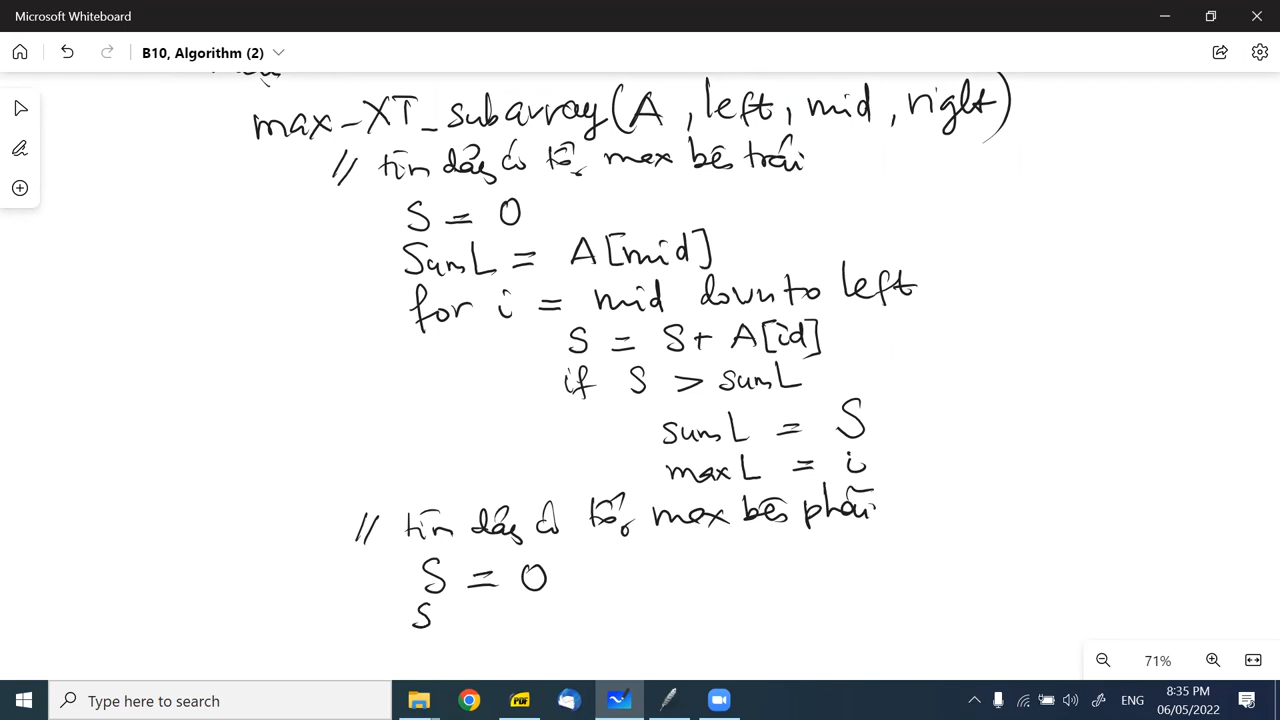 Microsoft Whiteboard
B10, Algorithm (2)
max_XT_subarray(A, left, mid, right)
// tìm dãy có tổng max bên trái
S = 0
SumL = A[mid]
for i = mid downto left
S = S + A[id]
if S > sumL
sumL = S
maxL = i
// tìm dãy có tổng max bên phải
S = 0
S
71%
Type here to search
ENG
8:35 PM
06/05/2022